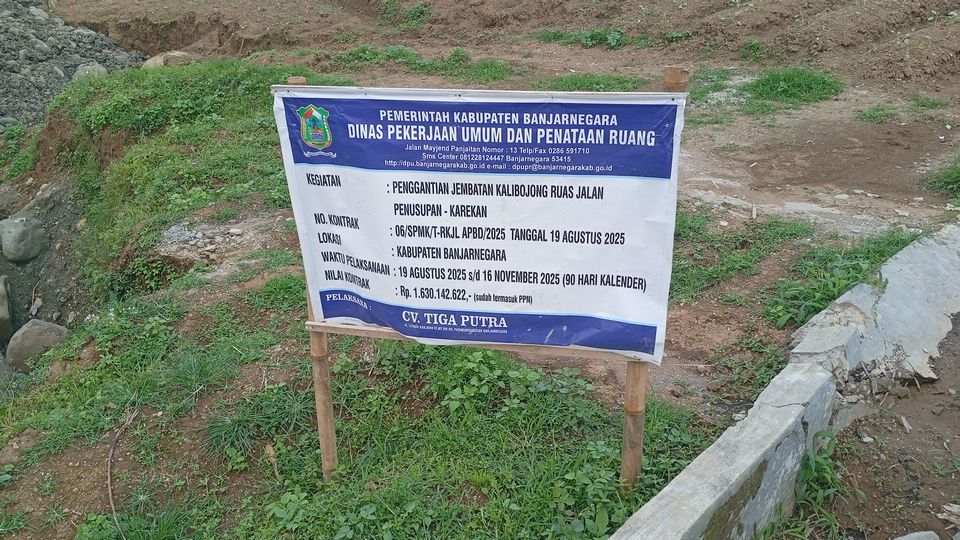 PEMERINTAH KABUPATEN BANJARNEGARA
DINAS PEKERJAAN UMUM DAN PENATAAN RUANG
Jalan Mayjend Panjaitan Nomor : 13 Telp/Fax 0286 591710
Sms Center 081228124447 Banjarnegara 53415
http://dpu.banjarnegarakab.go.id e-mail : dpupr@banjarnegarakab.go.id
KEGIATAN : PENGGANTIAN JEMBATAN KALIBOJONG RUAS JALAN
PENUSUPAN - KAREKAN
NO. KONTRAK : 06/SPMK/T-RKJL APBD/2025 TANGGAL 19 AGUSTUS 2025
LOKASI : KABUPATEN BANJARNEGARA
WAKTU PELAKSANAAN : 19 AGUSTUS 2025 s/d 16 NOVEMBER 2025 (90 HARI KALENDER)
NILAI KONTRAK : Rp. 1.630.142.622,- (sudah termasuk PPN)
PELAKSANA :
CV. TIGA PUTRA